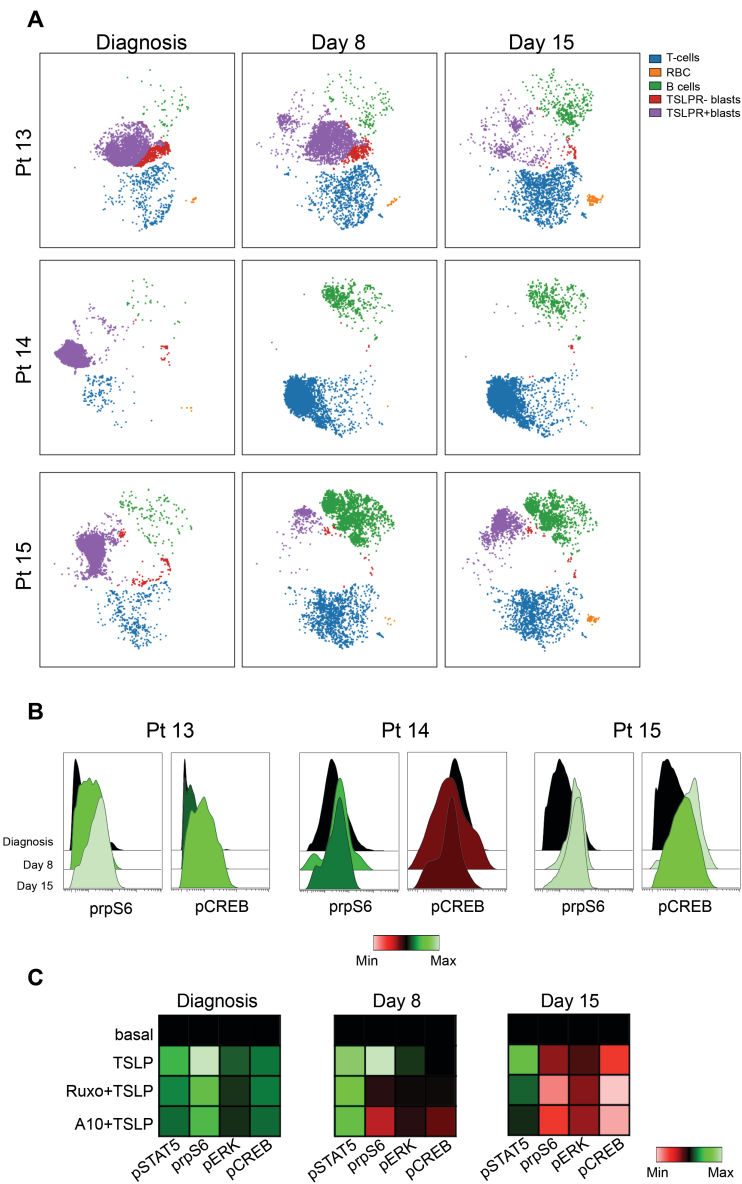 A
Diagnosis Day 8 Day 15
T-cells
RBC
B cells
TSLPR- blasts
TSLPR+blasts
Pt 13
Pt 14
Pt 15
B
Pt 13 Pt 14 Pt 15
Diagnosis
Day 8
Day 15
prpS6 pCREB prpS6 pCREB prpS6 pCREB
Min Max
C
Diagnosis Day 8 Day 15
basal
TSLP
Ruxo+TSLP
A10+TSLP
pSTAT5 prpS6 pERK pCREB pSTAT5 prpS6 pERK pCREB pSTAT5 prpS6 pERK pCREB
Min Max